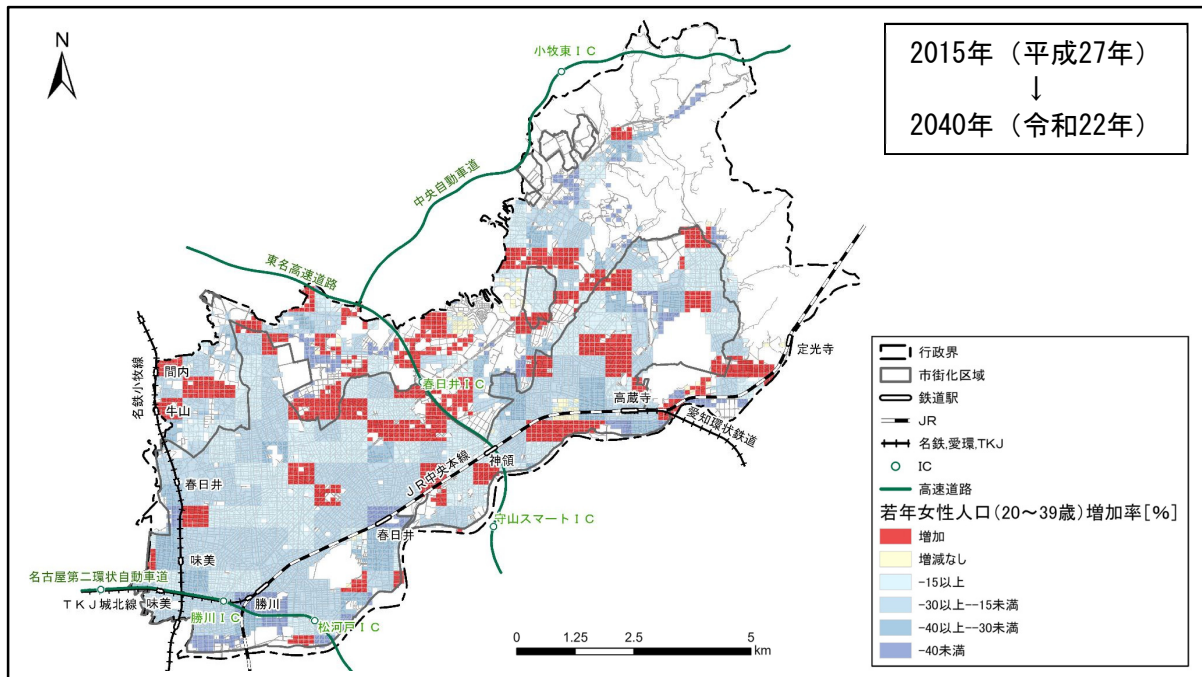 N
2015年（平成27年）
↓
2040年（令和22年）
小牧東ＩＣ
中央自動車道
東名高速道路
名鉄小牧線
間内
牛山
春日井ＩＣ
定光寺
高蔵寺
愛知環状鉄道
神領
ＪＲ中央本線
春日井
春日井
守山スマートＩＣ
味美
名古屋第二環状自動車道
ＴＫＪ城北線
味美
勝川
勝川ＩＣ
松河戸ＩＣ
0 1.25 2.5 5
km
行政界
市街化区域
鉄道駅
ＪＲ
名鉄,愛環,TKJ
IC
高速道路
若年女性人口(20～39歳)増加率[％]
増加
増減なし
-15以上
-30以上--15未満
-40以上--30未満
-40未満